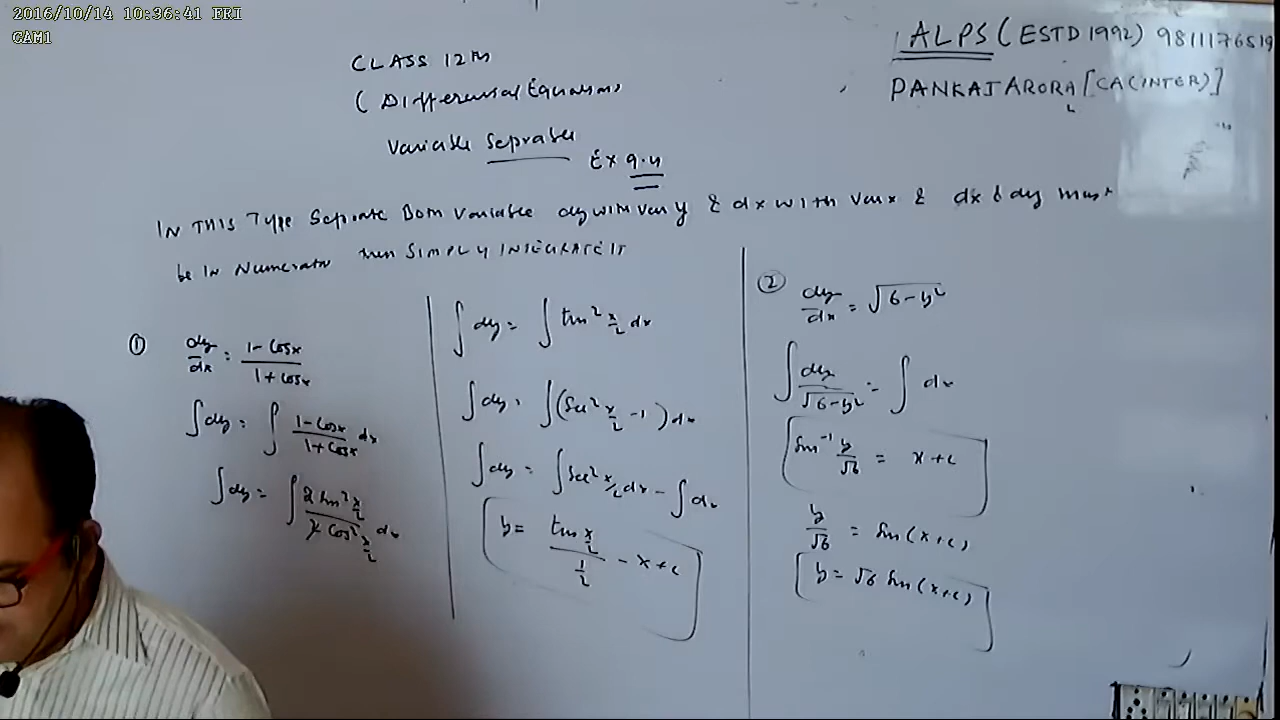 2016/10/14 10:36:41 FRI
CAM1
ALPS (ESTD 1992) 9811176519
PANKAJ ARORA [CA(INTER)]
CLASS 12th
(Differential Equations
Variable Seprable
Ex 9.4
IN THIS Type Seprate Both Variable dy with var y & dx with var x & dx & dy must
be IN Numerator then SIMPLY INTEGRATE IT
① dy/dx = (1-cosx)/(1+cosx)
∫dy = ∫ (1-cosx)/(1+cosx) dx
∫dy = ∫ (2 sin² x/2)/(2 cos² x/2) dx
∫dy = ∫ tan² x/2 dx
∫dy = ∫(sec² x/2 - 1) dx
∫dy = ∫sec² x/2 dx - ∫dx
y = (tan x/2)/(1/2) - x + c
② dy/dx = √(6-y²)
∫ dy/√(6-y²) = ∫ dx
sin⁻¹ y/√6 = x+c
y/√6 = sin(x+c)
y = √6 sin(x+c)